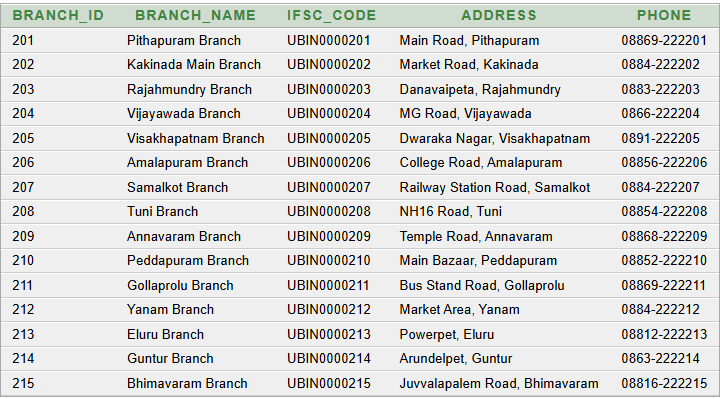 BRANCH_ID BRANCH_NAME IFSC_CODE ADDRESS PHONE
201 Pithapuram Branch UBIN0000201 Main Road, Pithapuram 08869-222201
202 Kakinada Main Branch UBIN0000202 Market Road, Kakinada 0884-222202
203 Rajahmundry Branch UBIN0000203 Danavaipeta, Rajahmundry 0883-222203
204 Vijayawada Branch UBIN0000204 MG Road, Vijayawada 0866-222204
205 Visakhapatnam Branch UBIN0000205 Dwaraka Nagar, Visakhapatnam 0891-222205
206 Amalapuram Branch UBIN0000206 College Road, Amalapuram 08856-222206
207 Samalkot Branch UBIN0000207 Railway Station Road, Samalkot 0884-222207
208 Tuni Branch UBIN0000208 NH16 Road, Tuni 08854-222208
209 Annavaram Branch UBIN0000209 Temple Road, Annavaram 08868-222209
210 Peddapuram Branch UBIN0000210 Main Bazaar, Peddapuram 08852-222210
211 Gollaprolu Branch UBIN0000211 Bus Stand Road, Gollaprolu 08869-222211
212 Yanam Branch UBIN0000212 Market Area, Yanam 0884-222212
213 Eluru Branch UBIN0000213 Powerpet, Eluru 08812-222213
214 Guntur Branch UBIN0000214 Arundelpet, Guntur 0863-222214
215 Bhimavaram Branch UBIN0000215 Juvvalapalem Road, Bhimavaram 08816-222215